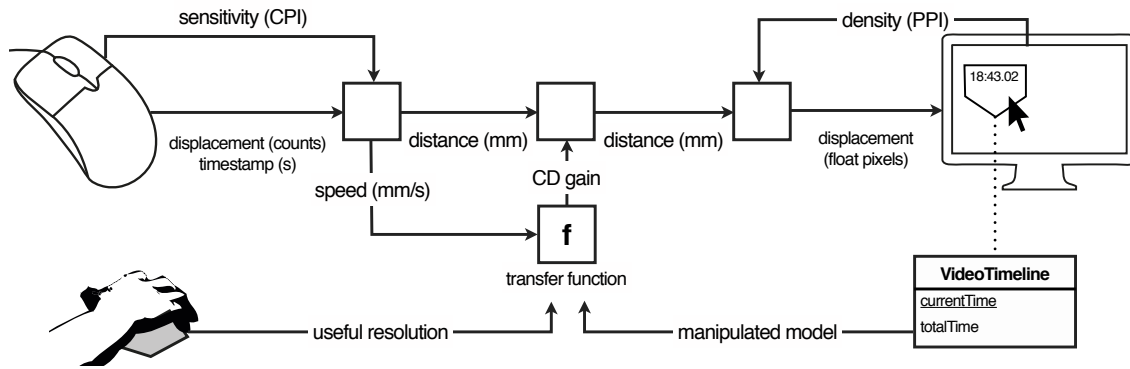 sensitivity (CPI)
density (PPI)
18:43.02
displacement (counts)
timestamp (s)
distance (mm)
distance (mm)
displacement
(float pixels)
speed (mm/s)
CD gain
f
transfer function
VideoTimeline
currentTime
totalTime
useful resolution
manipulated model